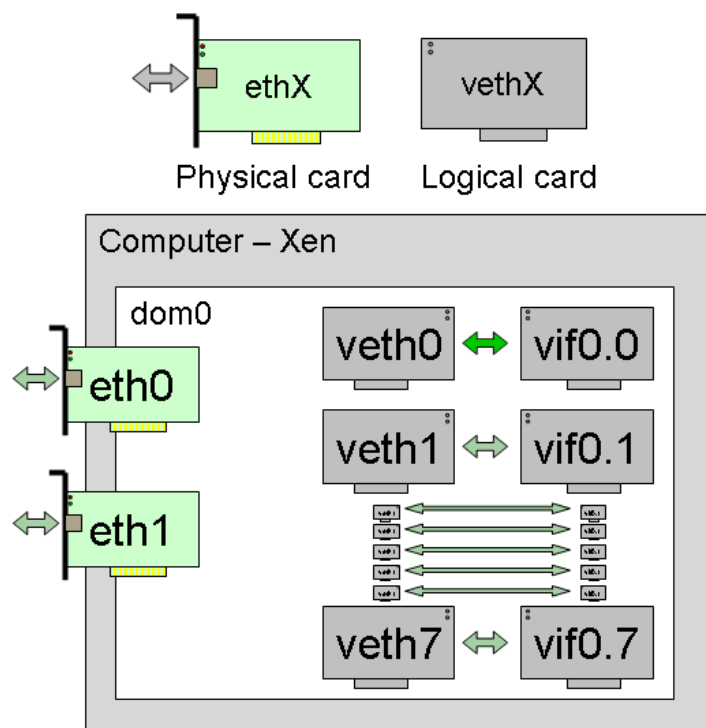 ethX
vethX
Physical card
Logical card
Computer – Xen
dom0
veth0
vif0.0
eth0
veth1
vif0.1
eth1
veth7
vif0.7